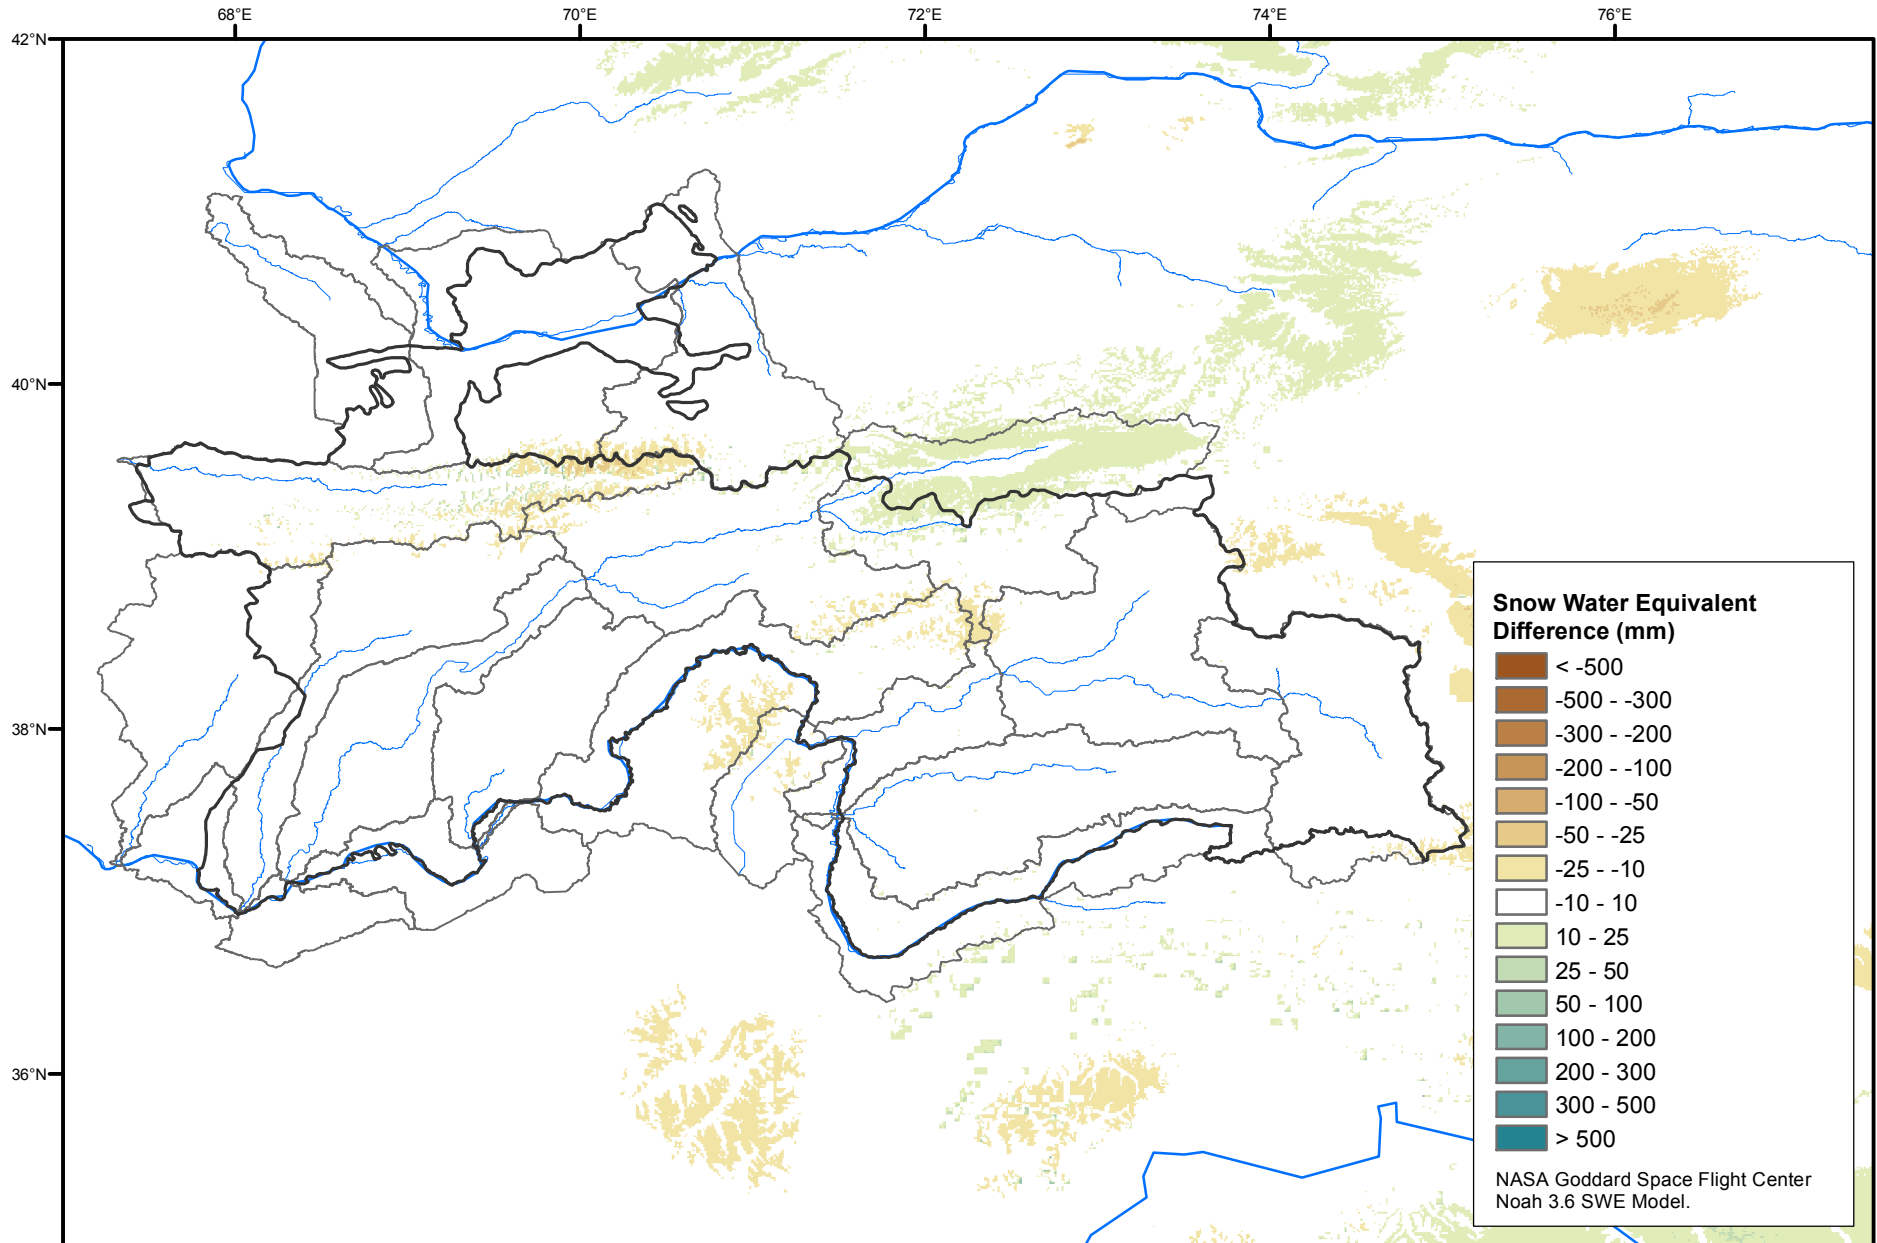 68°E
70°E
72°E
74°E
76°E
42°N
40°N
38°N
36°N
Snow Water Equivalent
Difference (mm)
< -500
-500 - -300
-300 - -200
-200 - -100
-100 - -50
-50 - -25
-25 - -10
-10 - 10
10 - 25
25 - 50
50 - 100
100 - 200
200 - 300
300 - 500
> 500
NASA Goddard Space Flight Center
Noah 3.6 SWE Model.